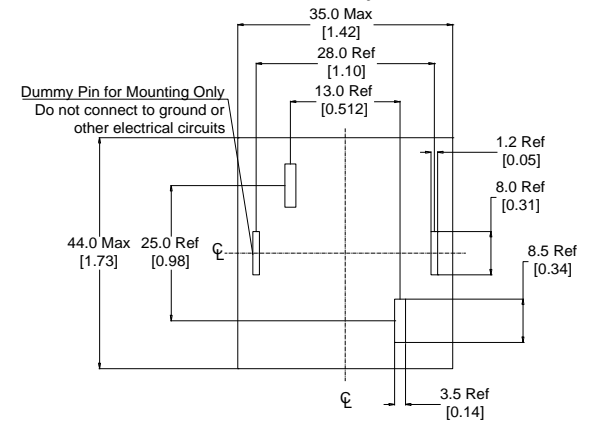 35.0 Max
[1.42]
28.0 Ref
[1.10]
Dummy Pin for Mounting Only
Do not connect to ground or
other electrical circuits
13.0 Ref
[0.512]
1.2 Ref
[0.05]
8.0 Ref
[0.31]
44.0 Max
[1.73]
25.0 Ref
[0.98]
℄
8.5 Ref
[0.34]
3.5 Ref
[0.14]
℄